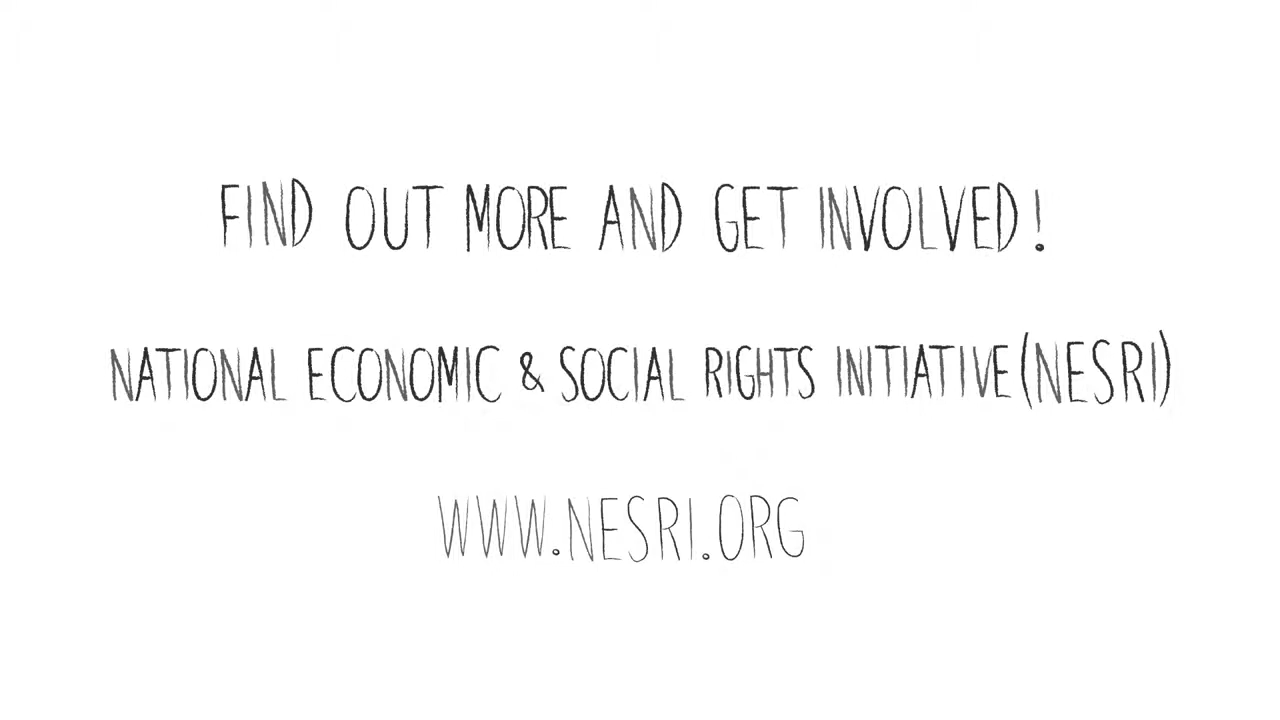 FIND OUT MORE AND GET INVOLVED!
NATIONAL ECONOMIC & SOCIAL RIGHTS INITIATIVE (NESRI)
WWW.NESRI.ORG